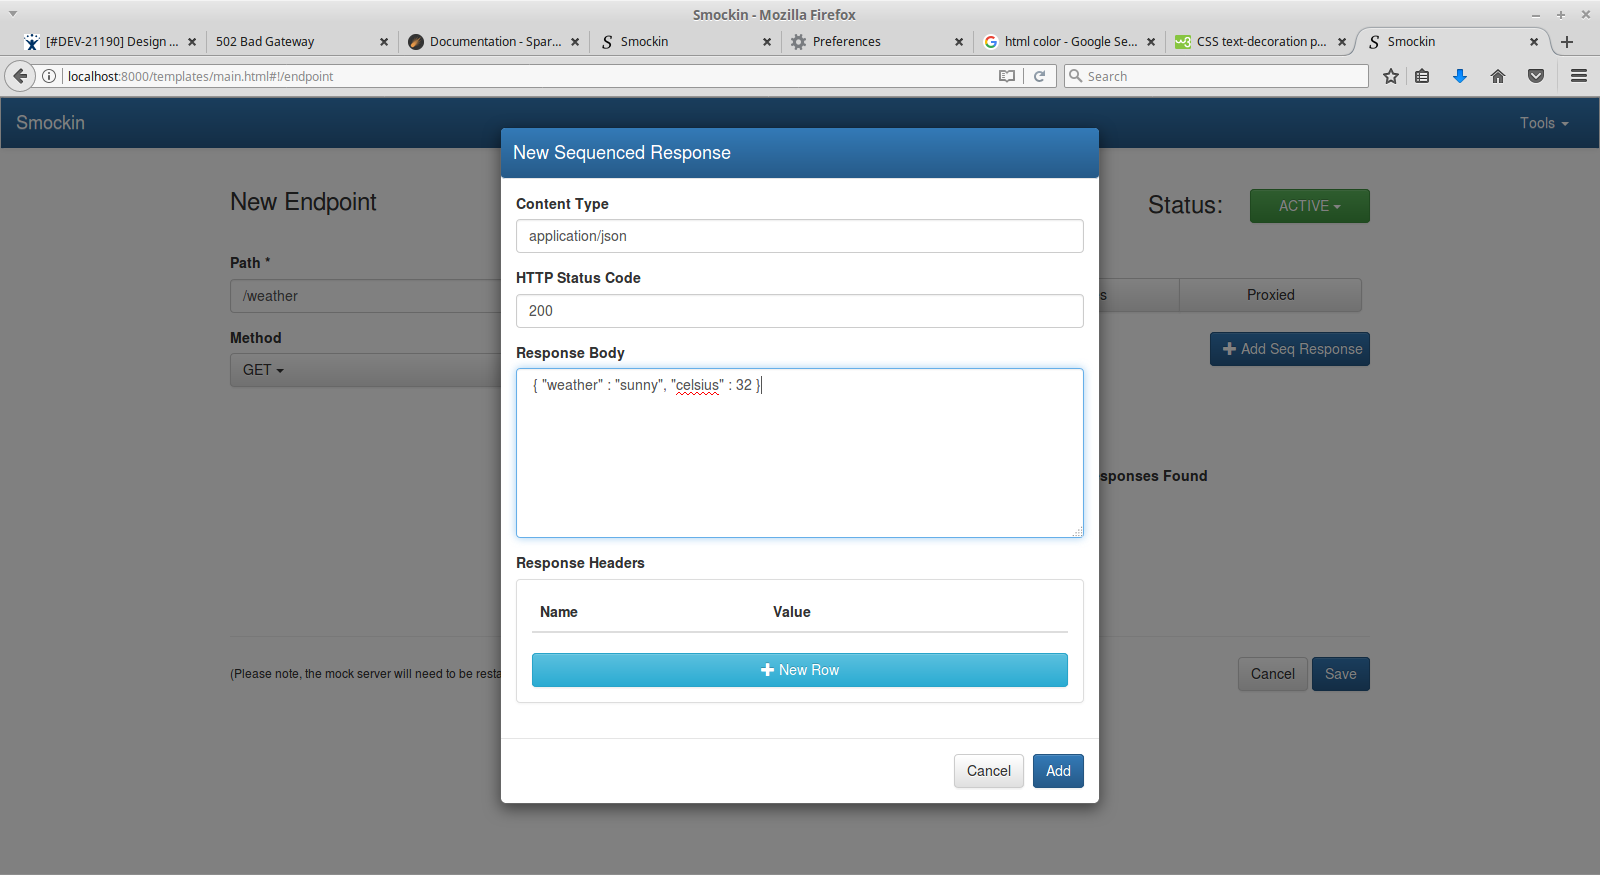 Smockin - Mozilla Firefox
[#DEV-21190] Design ...
502 Bad Gateway
Documentation - Spar...
Smockin
Preferences
html color - Google Se...
CSS text-decoration p...
Smockin
localhost:8000/templates/main.html#!/endpoint
Search
Smockin
Tools
New Sequenced Response
New Endpoint
Status:
ACTIVE
Content Type
application/json
Path *
/weather
HTTP Status Code
200
s
Proxied
Method
GET
Response Body
Add Seq Response
{ "weather" : "sunny", "celsius" : 32 }
sponses Found
Response Headers
Name
Value
New Row
(Please note, the mock server will need to be resta
Cancel
Save
Cancel
Add